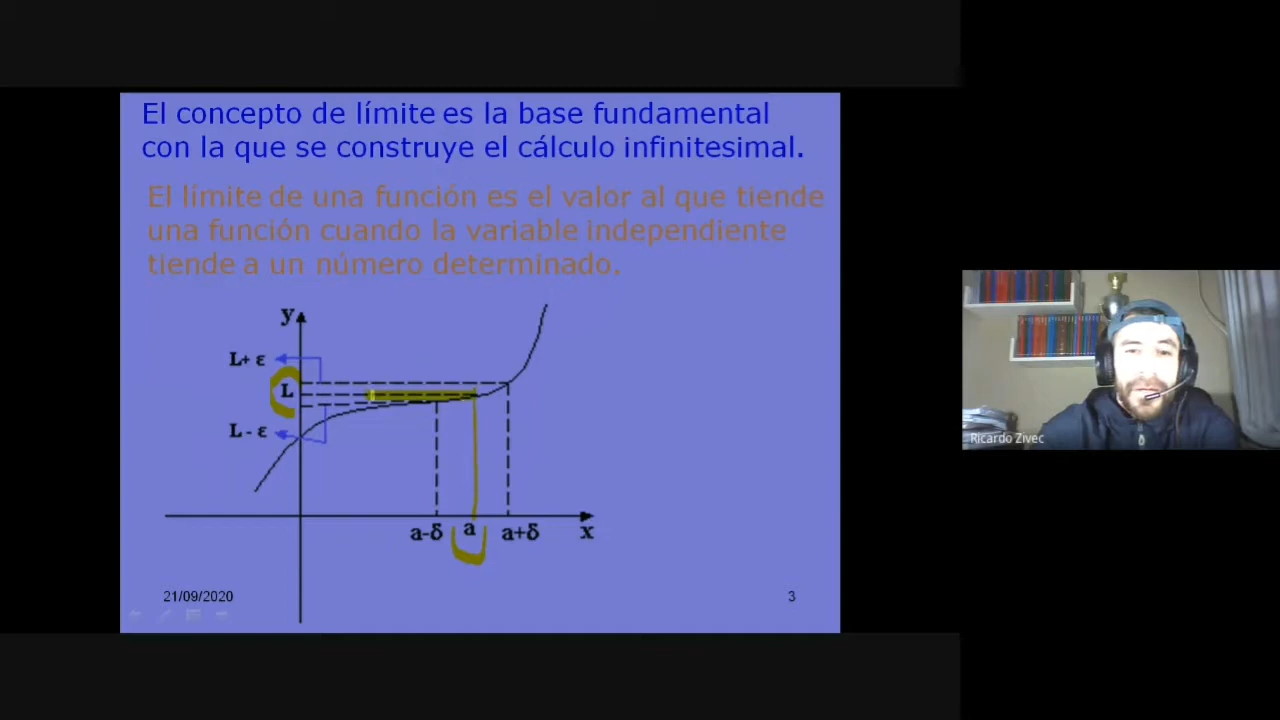 El concepto de límite es la base fundamental
con la que se construye el cálculo infinitesimal.
El límite de una función es el valor al que tiende
una función cuando la variable independiente
tiende a un número determinado.
y
L+ ε
L
L - ε
a-δ a a+δ x
21/09/2020 3
Ricardo Zivec